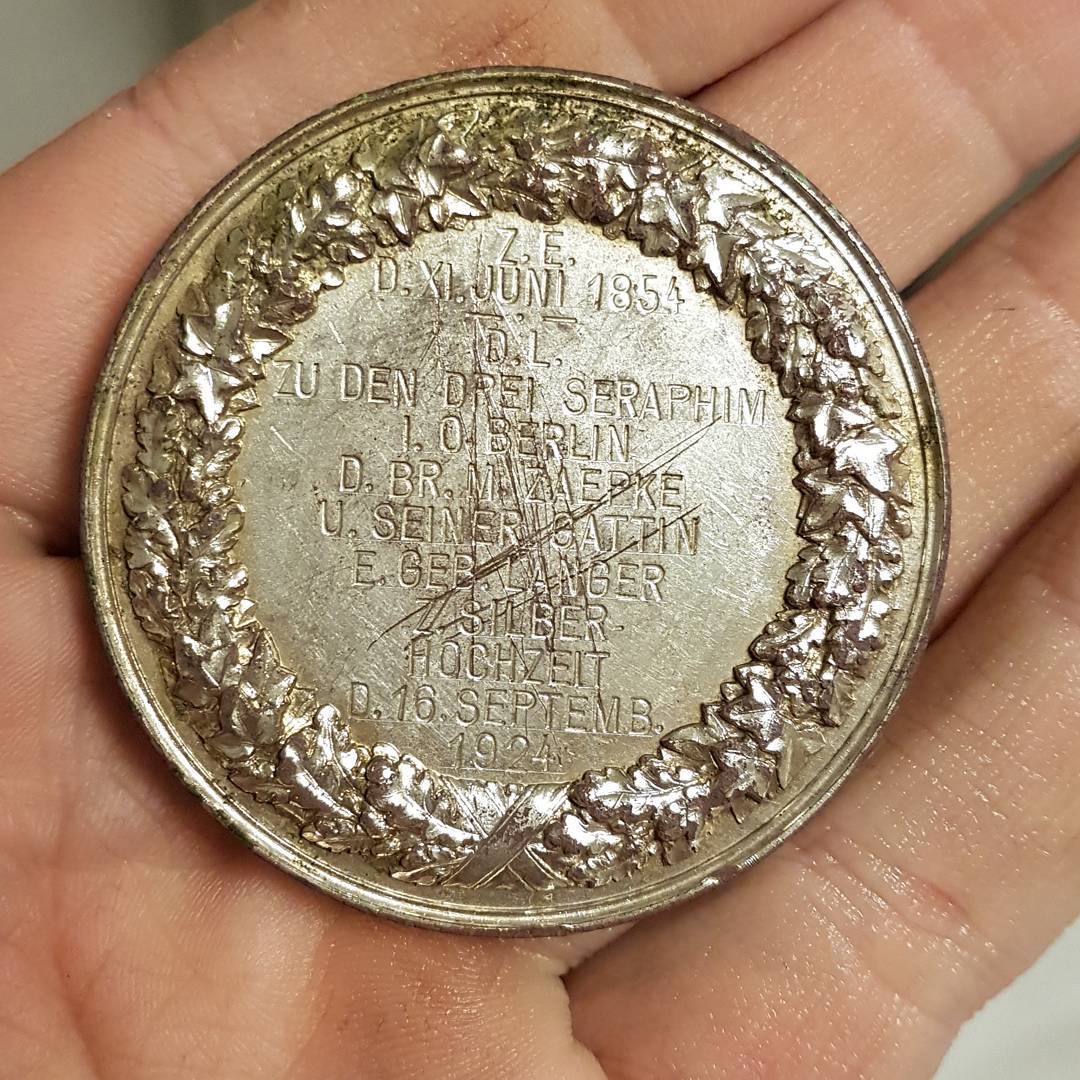 Z. E.
D. XI. JUNI 1854
D. L.
ZU DEN DREI SERAPHIM
I. O. BERLIN
D. BR. M. ZAEPKE
U. SEINER GATTIN
E. GEB. LANGER
Z. SILBER-
HOCHZEIT
D. 16. SEPTEMB.
1924